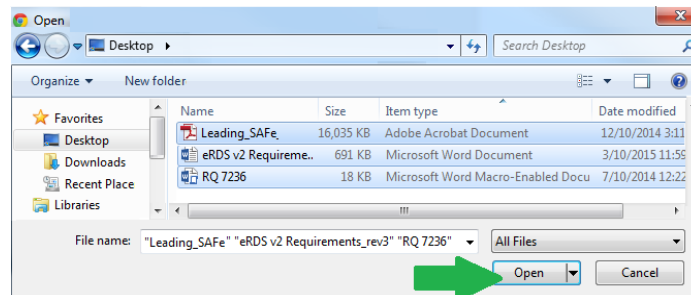 Open
Desktop
Search Desktop
Organize
New folder
Favorites
Desktop
Downloads
Recent Place
Libraries
Name Size Item type Date modified
Leading_SAFe 16,035 KB Adobe Acrobat Document 12/10/2014 3:11
eRDS v2 Requireme.. 691 KB Microsoft Word Document 3/10/2015 11:59
RQ 7236 18 KB Microsoft Word Macro-Enabled Docu 7/10/2014 12:22
File name: "Leading_SAFe" "eRDS v2 Requirements_rev3" "RQ 7236" All Files
Open Cancel